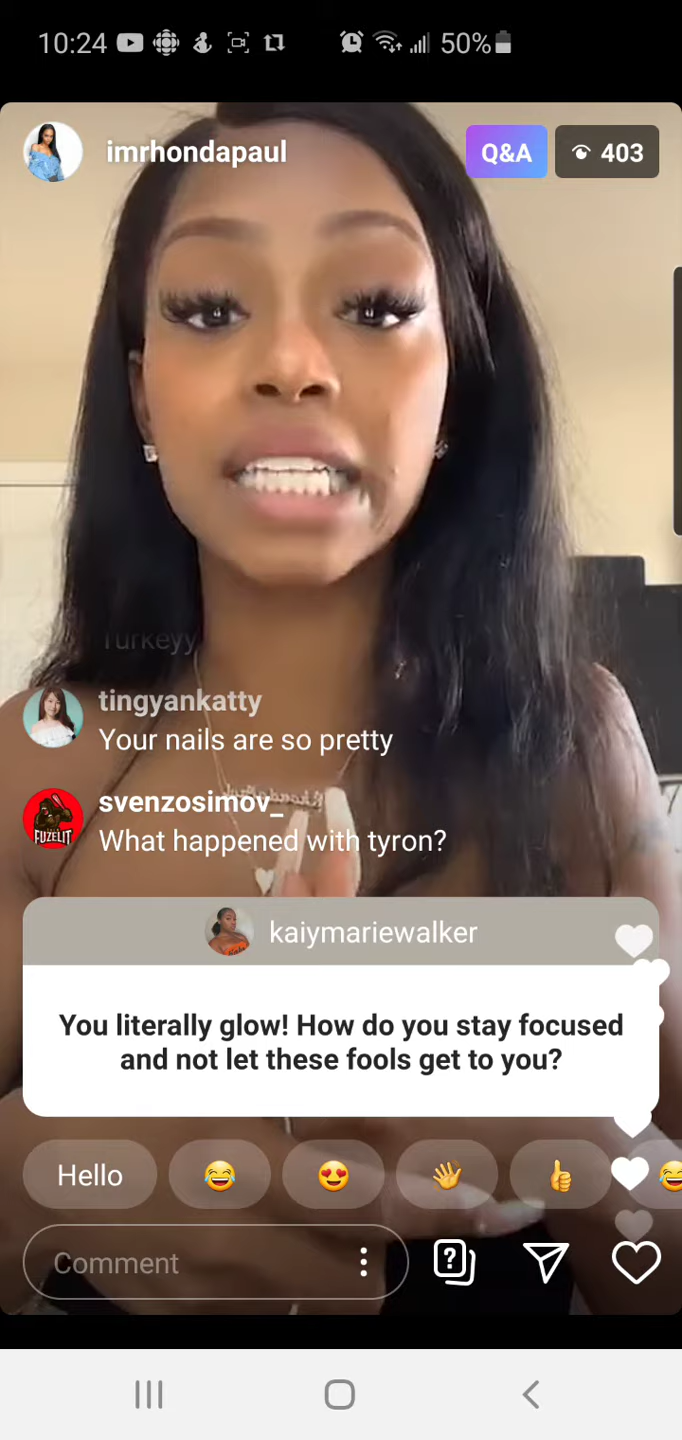 10:24
50%
imrhondapaul
Q&A
403
Turkeyy
tingyankatty
Your nails are so pretty
svenzosimov_
FUZELIT
What happened with tyron?
kaiymariewalker
You literally glow! How do you stay focused
and not let these fools get to you?
Hello
Comment